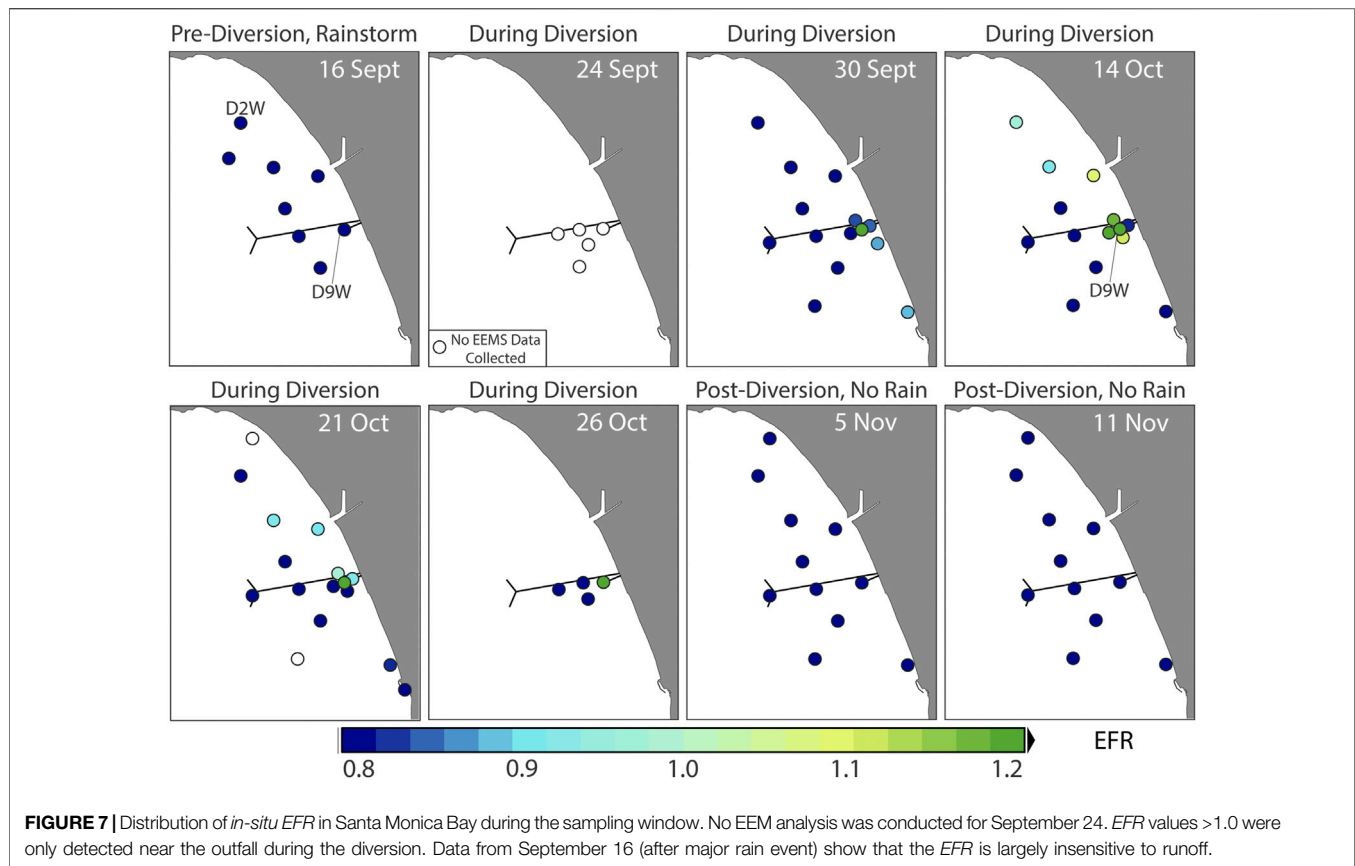 Pre-Diversion, Rainstorm
16 Sept
D2W
D9W
During Diversion
24 Sept
No EEMS Data
Collected
During Diversion
30 Sept
During Diversion
14 Oct
D9W
During Diversion
21 Oct
During Diversion
26 Oct
Post-Diversion, No Rain
5 Nov
Post-Diversion, No Rain
11 Nov
EFR
0.8 0.9 1.0 1.1 1.2
FIGURE 7 | Distribution of in-situ EFR in Santa Monica Bay during the sampling window. No EEM analysis was conducted for September 24. EFR values >1.0 were
only detected near the outfall during the diversion. Data from September 16 (after major rain event) show that the EFR is largely insensitive to runoff.